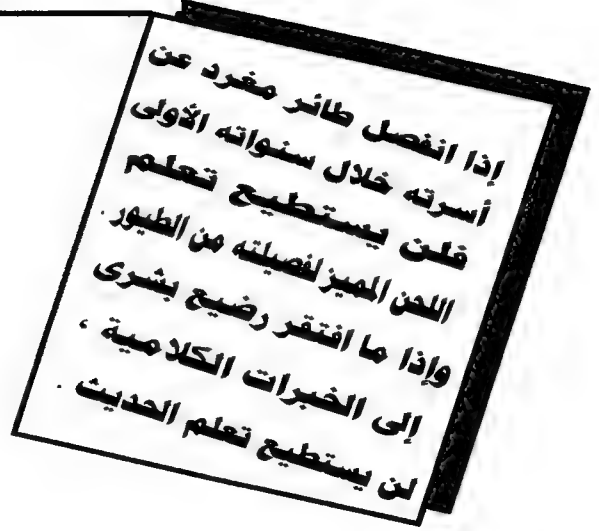 إذا انفصل طائر مغرد عن
أسرته خلال سنواته الأولى
فلن يستطيع تعلم
اللحن المميز لفصيلته من الطيور .
وإذا ما افتقر رضيع بشرى
إلى الخبرات الكلامية ،
لن يستطيع تعلم الحديث .